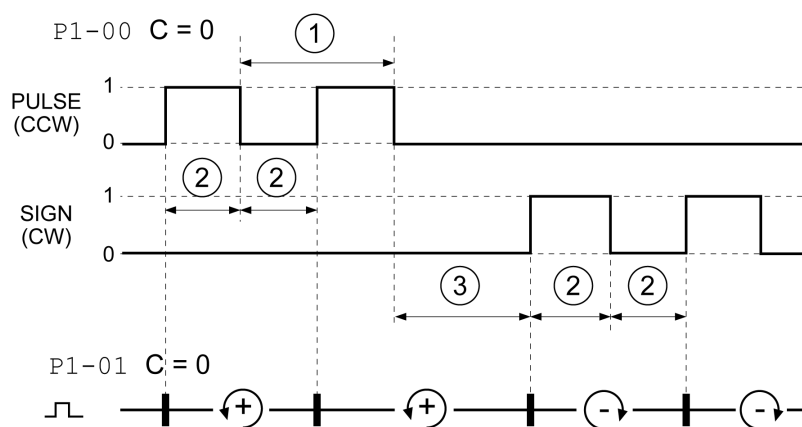 P1-00 C = 0
1
PULSE
(CCW)
1
0
2 2
SIGN
(CW)
1
0
3 2 2
P1-01 C = 0
+ + - -